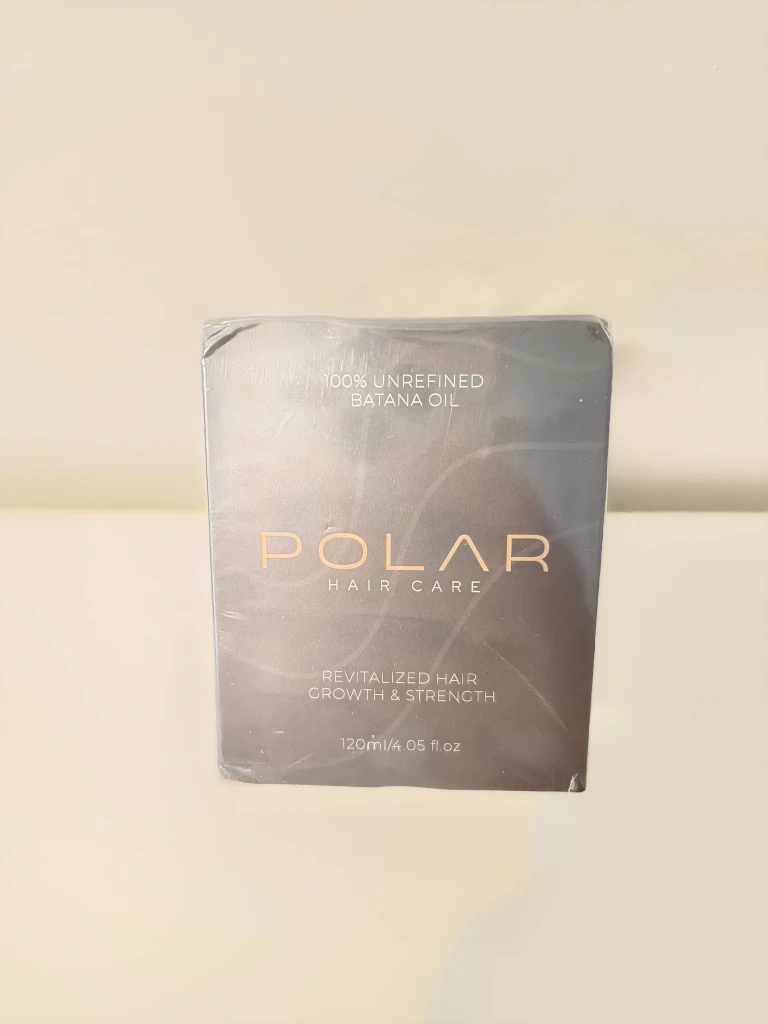 100% UNREFINED
BATANA OIL
POLAR
HAIR CARE
REVITALIZED HAIR
GROWTH & STRENGTH
120ml/4.05 fl.oz